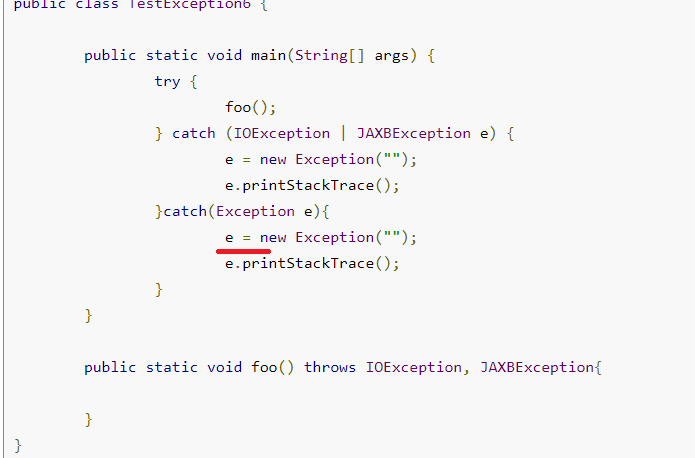 public class TestException6 {
public static void main(String[] args) {
try {
foo();
} catch (IOException | JAXBException e) {
e = new Exception("");
e.printStackTrace();
}catch(Exception e){
e = new Exception("");
e.printStackTrace();
}
}
public static void foo() throws IOException, JAXBException{
}
}